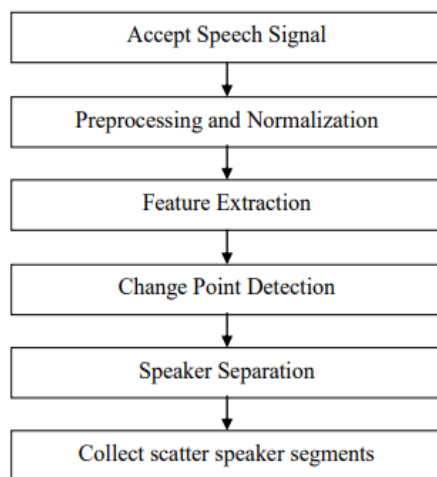 Accept Speech Signal
Preprocessing and Normalization
Feature Extraction
Change Point Detection
Speaker Separation
Collect scatter speaker segments